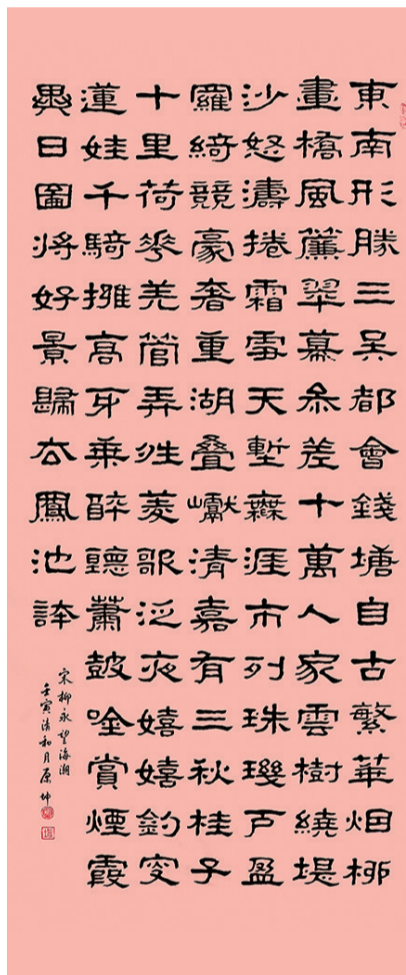 東南形勝三吳都會錢塘自古繁華烟柳
畫橋風簾翠幕參差十萬人家雲樹繞堤
沙怒濤捲霜雪天塹無涯市列珠璣戶盈
羅綺競豪奢重湖疊巘清嘉有三秋桂子
十里荷花羌管弄晴菱歌泛夜嬉嬉釣叟
蓮娃千騎擁高牙乘醉聽蕭鼓吟賞煙霞
異日圖將好景歸去鳳池誇
宋柳永望海潮
壬寅清和月原坤